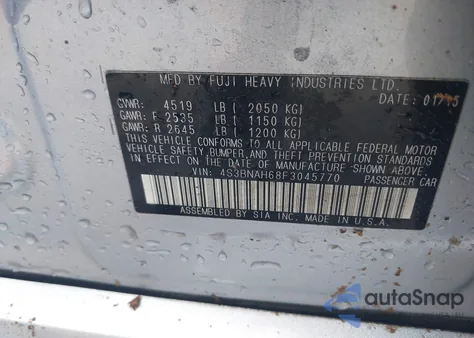 MFD BY FUJI HEAVY INDUSTRIES LTD.
DATE: 01/15
GVWR: 4519 LB ( 2050 KG)
GAWR: F 2535 LB ( 1150 KG)
GAWR: R 2645 LB ( 1200 KG)
THIS VEHICLE CONFORMS TO ALL APPLICABLE FEDERAL MOTOR
VEHICLE SAFETY, BUMPER, AND THEFT PREVENTION STANDARDS
IN EFFECT ON THE DATE OF MANUFACTURE SHOWN ABOVE.
VIN: 4S3BNAH68F3045770 PASSENGER CAR
ASSEMBLED BY SIA INC. MADE IN U.S.A.
autoSnap